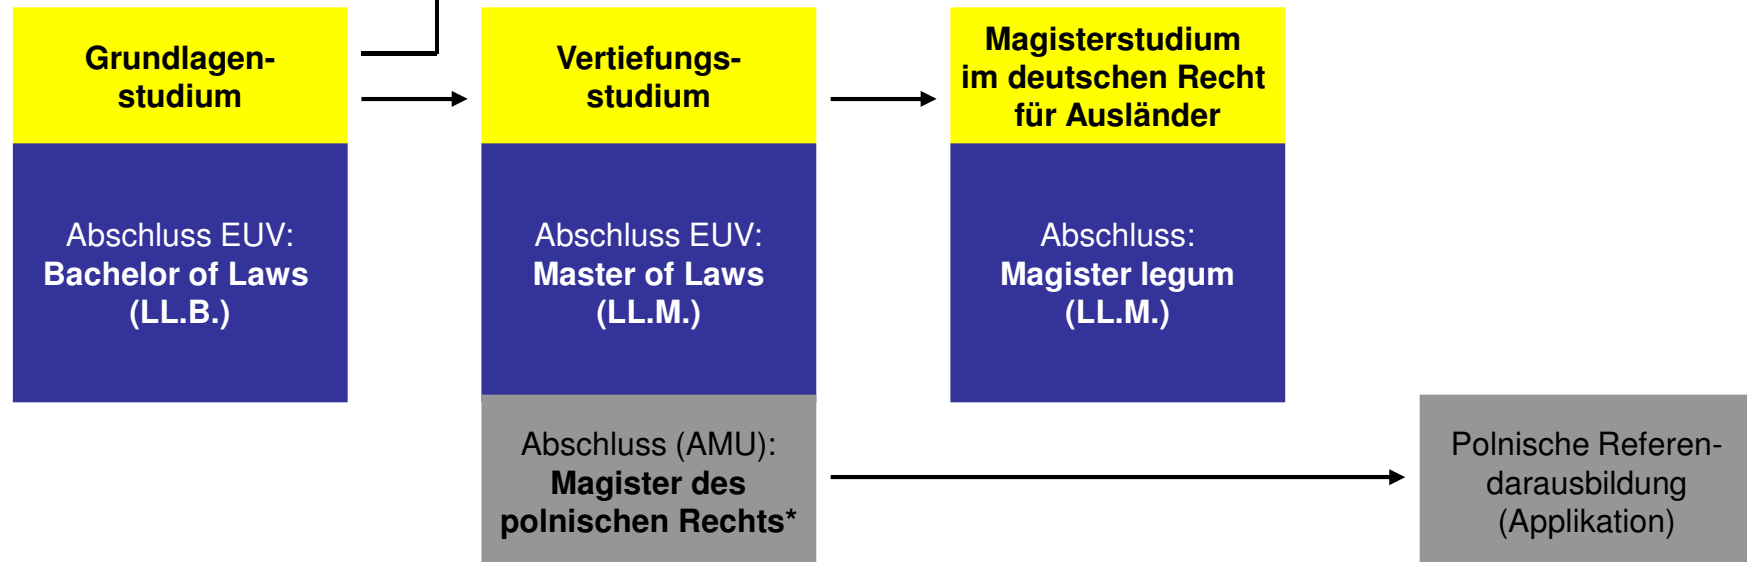 Grundlagen-
studium
Abschluss EUV:
Bachelor of Laws
(LL.B.)
Vertiefungs-
studium
Abschluss EUV:
Master of Laws
(LL.M.)
Abschluss (AMU):
Magister des
polnischen Rechts*
Magisterstudium
im deutschen Recht
für Ausländer
Abschluss:
Magister legum
(LL.M.)
Polnische Referen-
darausbildung
(Applikation)